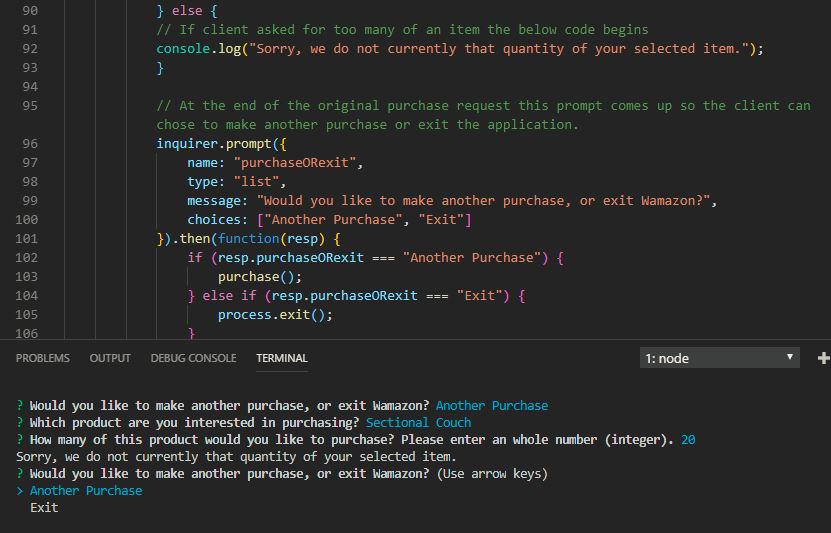 90 } else {
91 // If client asked for too many of an item the below code begins
92 console.log("Sorry, we do not currently that quantity of your selected item.");
93 }
94
95 // At the end of the original purchase request this prompt comes up so the client can
chose to make another purchase or exit the application.
96 inquirer.prompt({
97 name: "purchaseORexit",
98 type: "list",
99 message: "Would you like to make another purchase, or exit Wamazon?",
100 choices: ["Another Purchase", "Exit"]
101 }).then(function(resp) {
102 if (resp.purchaseORexit === "Another Purchase") {
103 purchase();
104 } else if (resp.purchaseORexit === "Exit") {
105 process.exit();
106 }
PROBLEMS OUTPUT DEBUG CONSOLE TERMINAL 1: node
? Would you like to make another purchase, or exit Wamazon? Another Purchase
? Which product are you interested in purchasing? Sectional Couch
? How many of this product would you like to purchase? Please enter an whole number (integer). 20
Sorry, we do not currently that quantity of your selected item.
? Would you like to make another purchase, or exit Wamazon? (Use arrow keys)
> Another Purchase
Exit